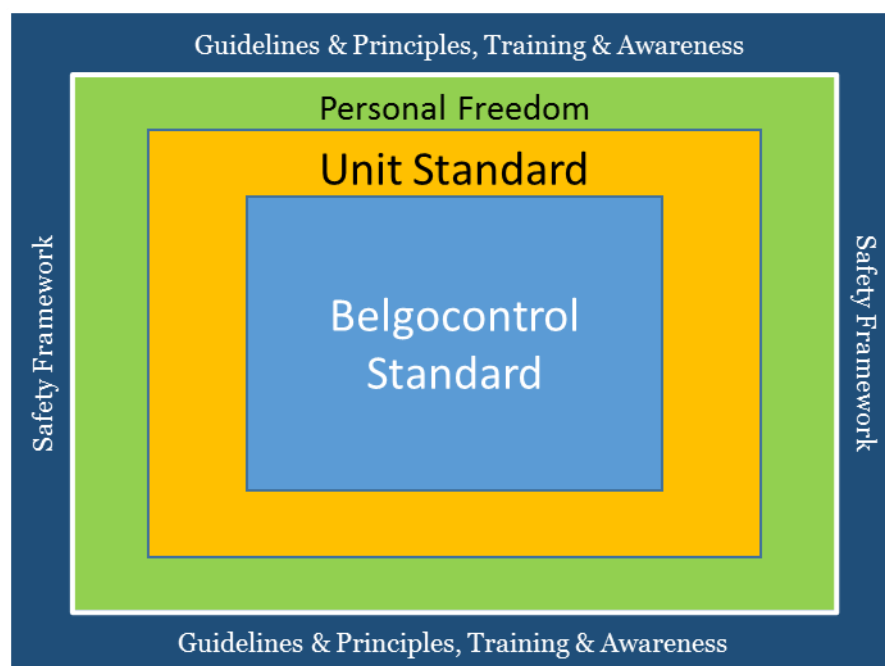 Guidelines & Principles, Training & Awareness
Personal Freedom
Unit Standard
Safety Framework
Belgocontrol
Standard
Safety Framework
Guidelines & Principles, Training & Awareness